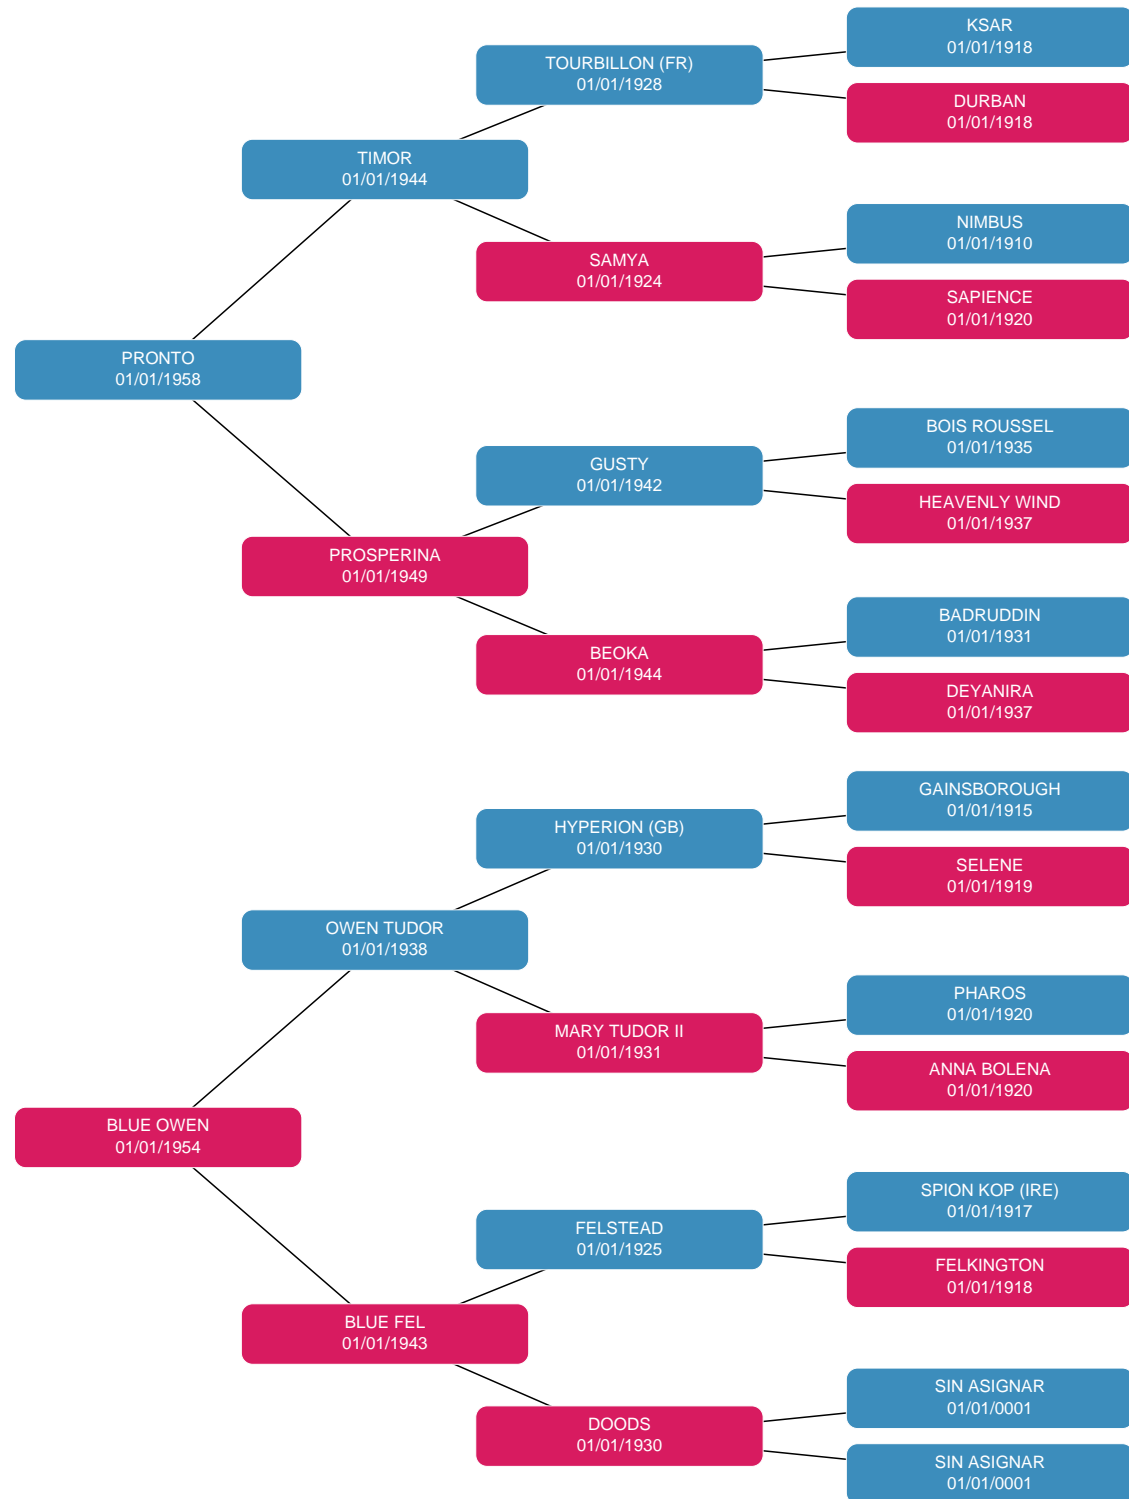 KSAR
01/01/1918
TOURBILLON (FR)
01/01/1928
DURBAN
01/01/1918
TIMOR
01/01/1944
NIMBUS
01/01/1910
SAMYA
01/01/1924
SAPIENCE
01/01/1920
PRONTO
01/01/1958
BOIS ROUSSEL
01/01/1935
GUSTY
01/01/1942
HEAVENLY WIND
01/01/1937
PROSPERINA
01/01/1949
BADRUDDIN
01/01/1931
BEOKA
01/01/1944
DEYANIRA
01/01/1937
GAINSBOROUGH
01/01/1915
HYPERION (GB)
01/01/1930
SELENE
01/01/1919
OWEN TUDOR
01/01/1938
PHAROS
01/01/1920
MARY TUDOR II
01/01/1931
ANNA BOLENA
01/01/1920
BLUE OWEN
01/01/1954
SPION KOP (IRE)
01/01/1917
FELSTEAD
01/01/1925
FELKINGTON
01/01/1918
BLUE FEL
01/01/1943
SIN ASIGNAR
01/01/0001
DOODS
01/01/1930
SIN ASIGNAR
01/01/0001